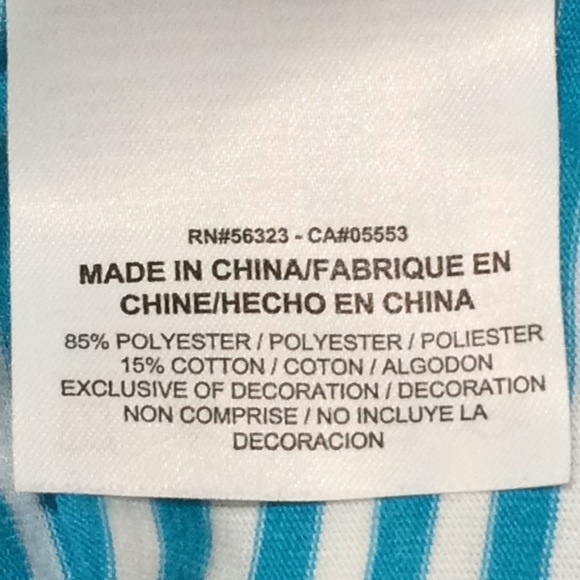 RN#56323 - CA#05553
MADE IN CHINA/FABRIQUE EN
CHINE/HECHO EN CHINA
85% POLYESTER / POLYESTER / POLIESTER
15% COTTON / COTON / ALGODON
EXCLUSIVE OF DECORATION / DECORATION
NON COMPRISE / NO INCLUYE LA
DECORACION